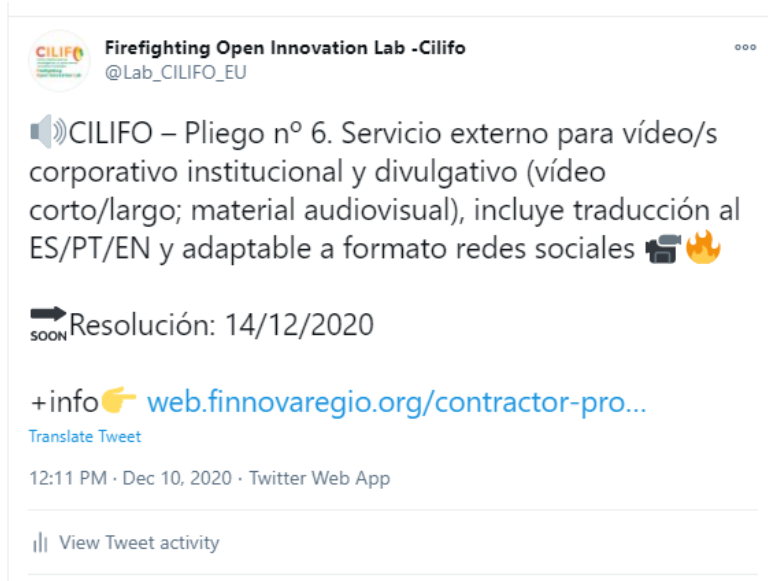 CILIFO
Firefighting Open Innovation Lab -Cilifo
@Lab_CILIFO_EU
🔊CILIFO – Pliego nº 6. Servicio externo para vídeo/s
corporativo institucional y divulgativo (vídeo
corto/largo; material audiovisual), incluye traducción al
ES/PT/EN y adaptable a formato redes sociales 📹🔥
🔜Resolución: 14/12/2020
+info👉 web.finnovaregio.org/contractor-pro...
Translate Tweet
12:11 PM · Dec 10, 2020 · Twitter Web App
View Tweet activity